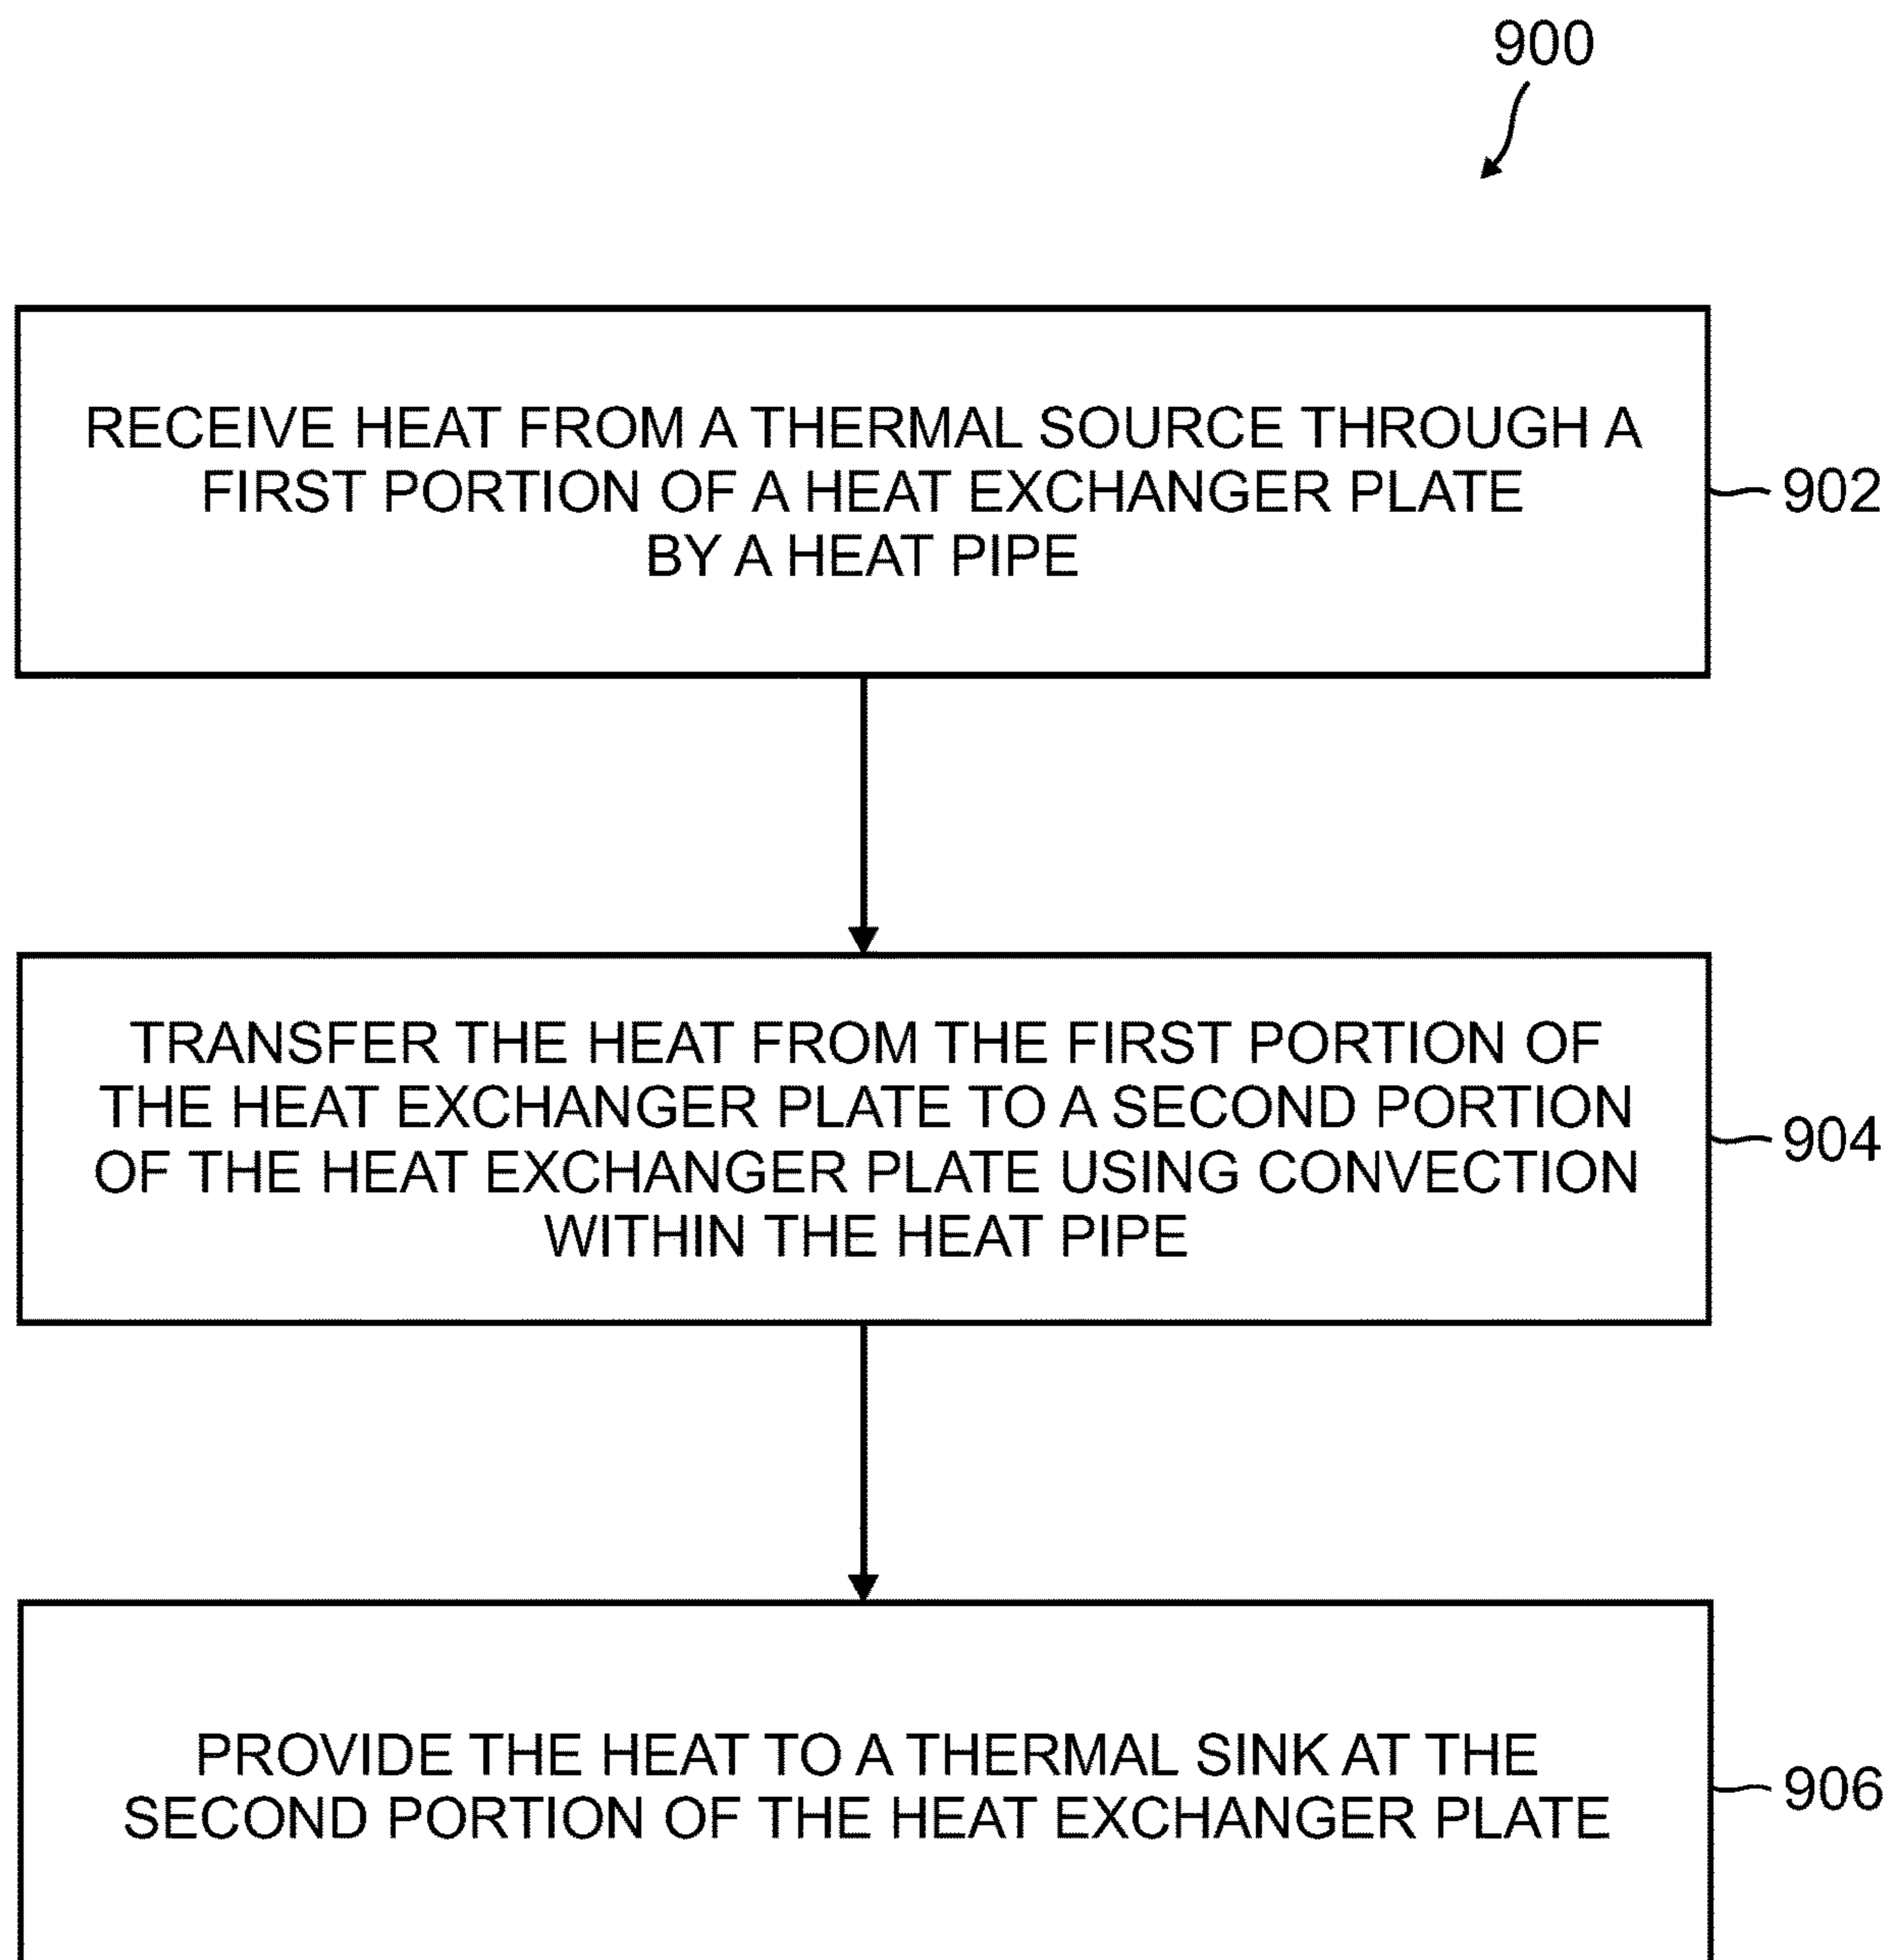 900
RECEIVE HEAT FROM A THERMAL SOURCE THROUGH A
FIRST PORTION OF A HEAT EXCHANGER PLATE
BY A HEAT PIPE
902
TRANSFER THE HEAT FROM THE FIRST PORTION OF
THE HEAT EXCHANGER PLATE TO A SECOND PORTION
OF THE HEAT EXCHANGER PLATE USING CONVECTION
WITHIN THE HEAT PIPE
904
PROVIDE THE HEAT TO A THERMAL SINK AT THE
SECOND PORTION OF THE HEAT EXCHANGER PLATE
906